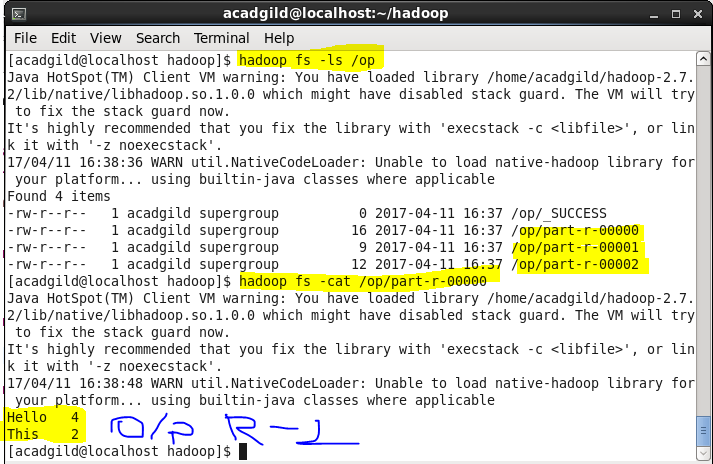 acadgild@localhost:~/hadoop
File Edit View Search Terminal Help
[acadgild@localhost hadoop]$ hadoop fs -ls /op
Java HotSpot(TM) Client VM warning: You have loaded library /home/acadgild/hadoop-2.7.
2/lib/native/libhadoop.so.1.0.0 which might have disabled stack guard. The VM will try
 to fix the stack guard now.
It's highly recommended that you fix the library with 'execstack -c <libfile>', or lin
k it with '-z noexecstack'.
17/04/11 16:38:36 WARN util.NativeCodeLoader: Unable to load native-hadoop library for
 your platform... using builtin-java classes where applicable
Found 4 items
-rw-r--r--   1 acadgild supergroup          0 2017-04-11 16:37 /op/_SUCCESS
-rw-r--r--   1 acadgild supergroup         16 2017-04-11 16:37 /op/part-r-00000
-rw-r--r--   1 acadgild supergroup          9 2017-04-11 16:37 /op/part-r-00001
-rw-r--r--   1 acadgild supergroup         12 2017-04-11 16:37 /op/part-r-00002
[acadgild@localhost hadoop]$ hadoop fs -cat /op/part-r-00000
Java HotSpot(TM) Client VM warning: You have loaded library /home/acadgild/hadoop-2.7.
2/lib/native/libhadoop.so.1.0.0 which might have disabled stack guard. The VM will try
 to fix the stack guard now.
It's highly recommended that you fix the library with 'execstack -c <libfile>', or lin
k it with '-z noexecstack'.
17/04/11 16:38:48 WARN util.NativeCodeLoader: Unable to load native-hadoop library for
 your platform... using builtin-java classes where applicable
Hello   4
This    2
O/P R-1
[acadgild@localhost hadoop]$